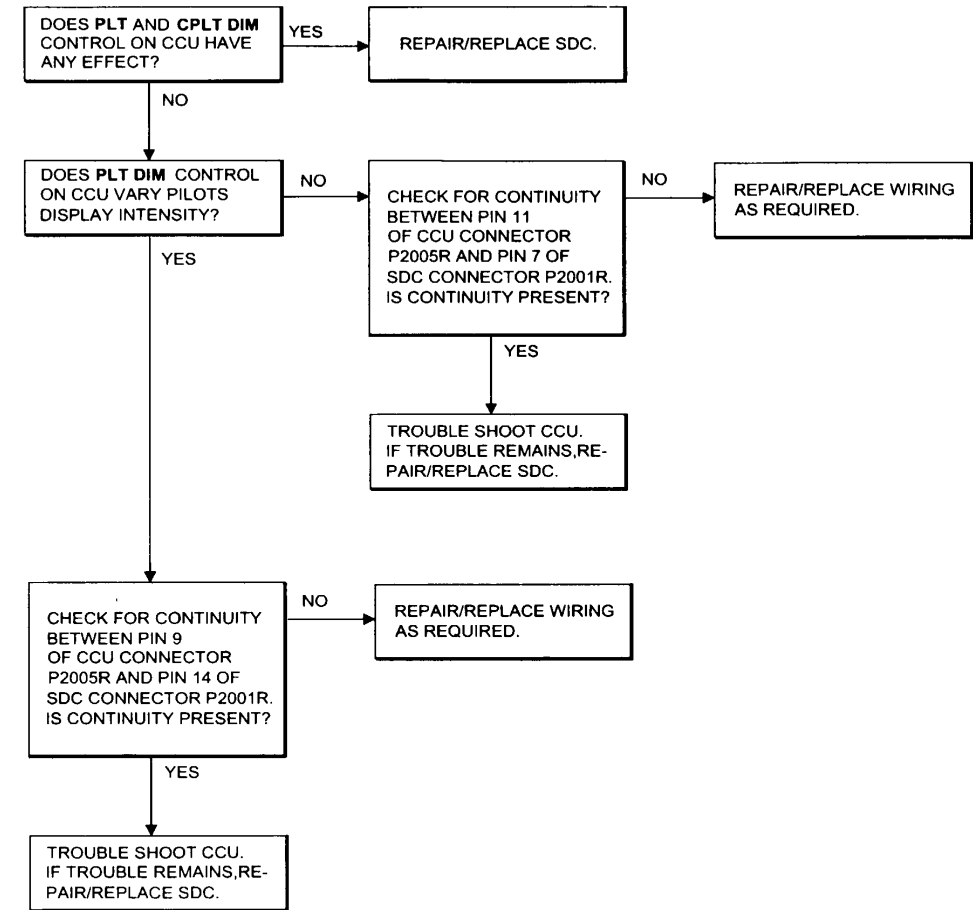 DOES PLT AND CPLT DIM
CONTROL ON CCU HAVE
ANY EFFECT?
YES
REPAIR/REPLACE SDC.
NO
DOES PLT DIM CONTROL
ON CCU VARY PILOTS
DISPLAY INTENSITY?
NO
CHECK FOR CONTINUITY
BETWEEN PIN 11
OF CCU CONNECTOR
P2005R AND PIN 7 OF
SDC CONNECTOR P2001R.
IS CONTINUITY PRESENT?
NO
REPAIR/REPLACE WIRING
AS REQUIRED.
YES
YES
TROUBLE SHOOT CCU.
IF TROUBLE REMAINS,RE-
PAIR/REPLACE SDC.
CHECK FOR CONTINUITY
BETWEEN PIN 9
OF CCU CONNECTOR
P2005R AND PIN 14 OF
SDC CONNECTOR P2001R.
IS CONTINUITY PRESENT?
NO
REPAIR/REPLACE WIRING
AS REQUIRED.
YES
TROUBLE SHOOT CCU.
IF TROUBLE REMAINS,RE-
PAIR/REPLACE SDC.